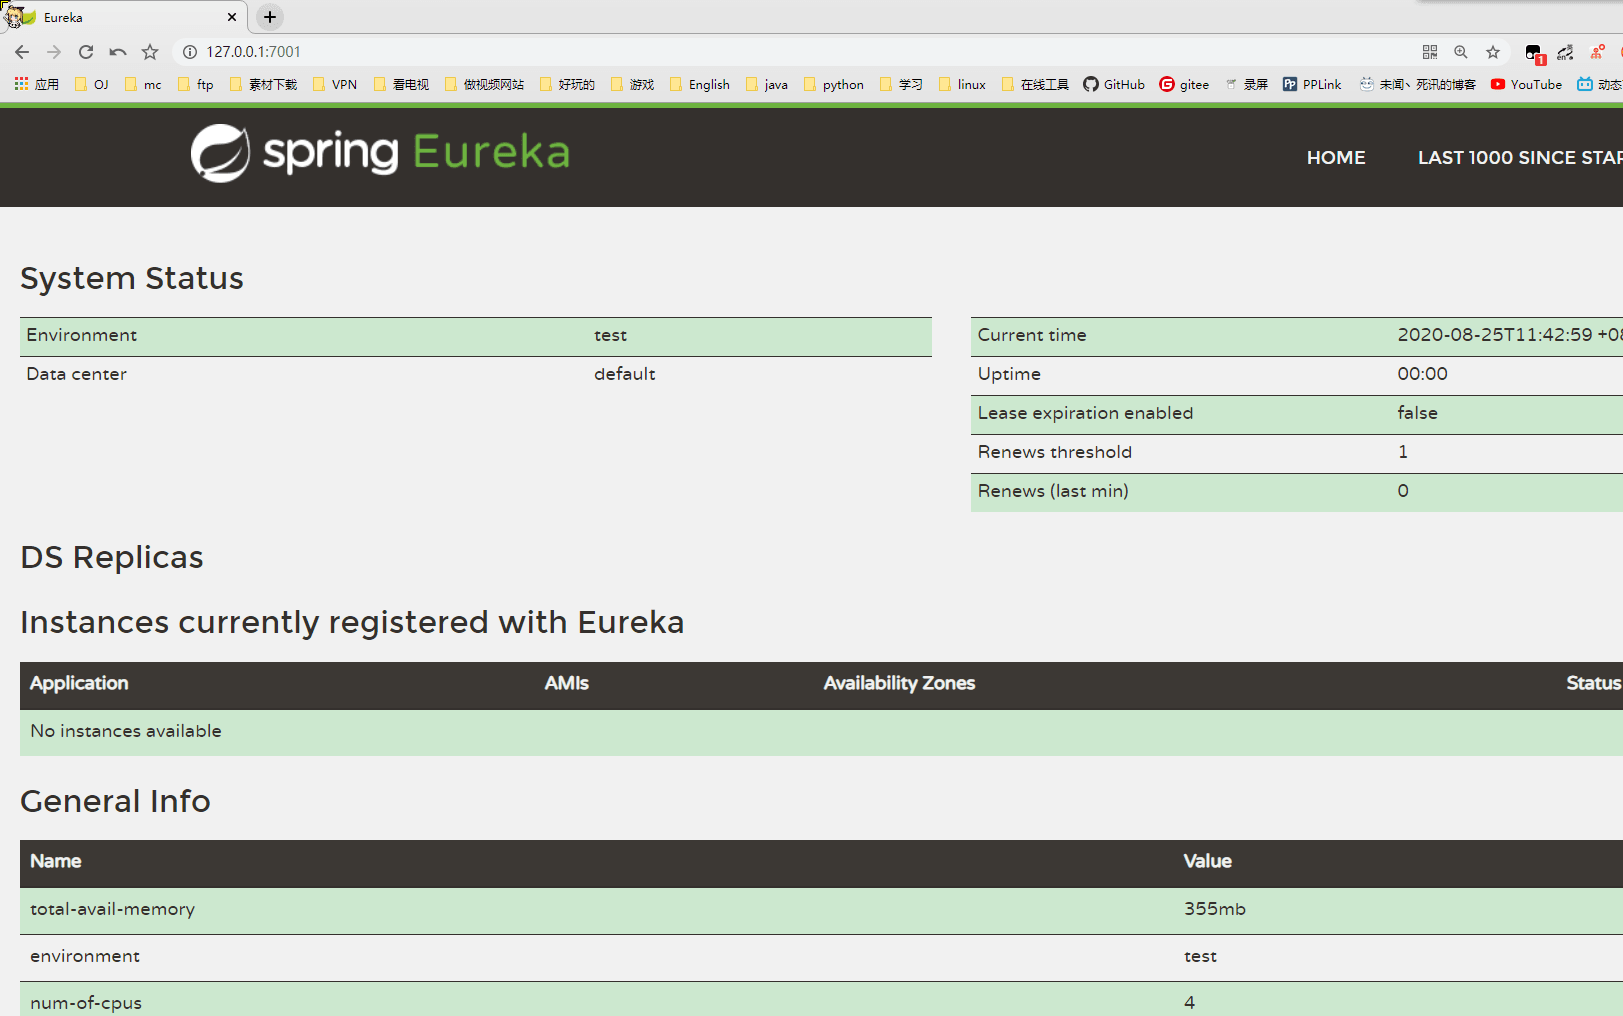 Eureka
127.0.0.1:7001
应用 OJ mc ftp 素材下载 VPN 看电视 做视频网站 好玩的 游戏 English java python 学习 linux 在线工具 GitHub gitee 录屏 PPLink 未闻丶死讯的博客 YouTube 动态
spring Eureka
HOME LAST 1000 SINCE STAR
System Status
Environment test
Data center default
Current time 2020-08-25T11:42:59 +08
Uptime 00:00
Lease expiration enabled false
Renews threshold 1
Renews (last min) 0
DS Replicas
Instances currently registered with Eureka
Application AMIs Availability Zones Status
No instances available
General Info
Name Value
total-avail-memory 355mb
environment test
num-of-cpus 4